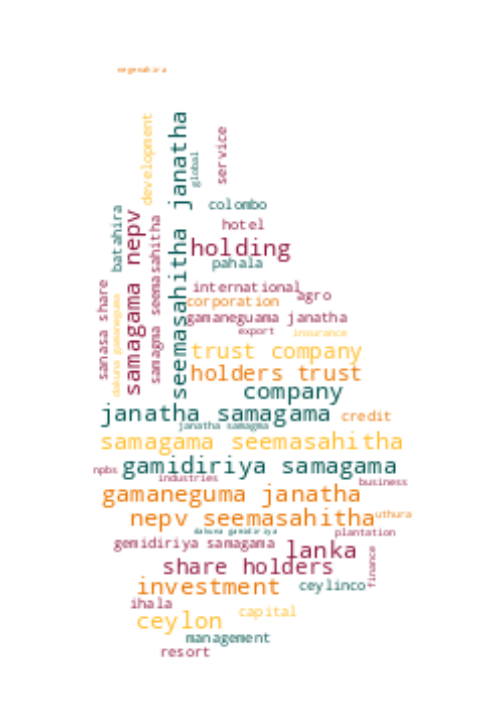 negenahira
development
seemasahitha janatha
global
service
batahira
samagama nepv
samagma seemasahitha
colombo
hotel
holding
pahala
sanasa share
dakuna gamaneguma
international
agro
corporation
gamaneguama janatha
export
insurance
trust company
holders trust
company
janatha samagama
credit
janatha samagma
samagama seemasahitha
npbs
gamidiriya samagama
industries
business
gamaneguma janatha
nepv seemasahitha
uthura
dakuna gamidiriya
plantation
gemidiriya samagama
lanka
share holders
finance
investment
ceylinco
ihala
capital
ceylon
management
resort